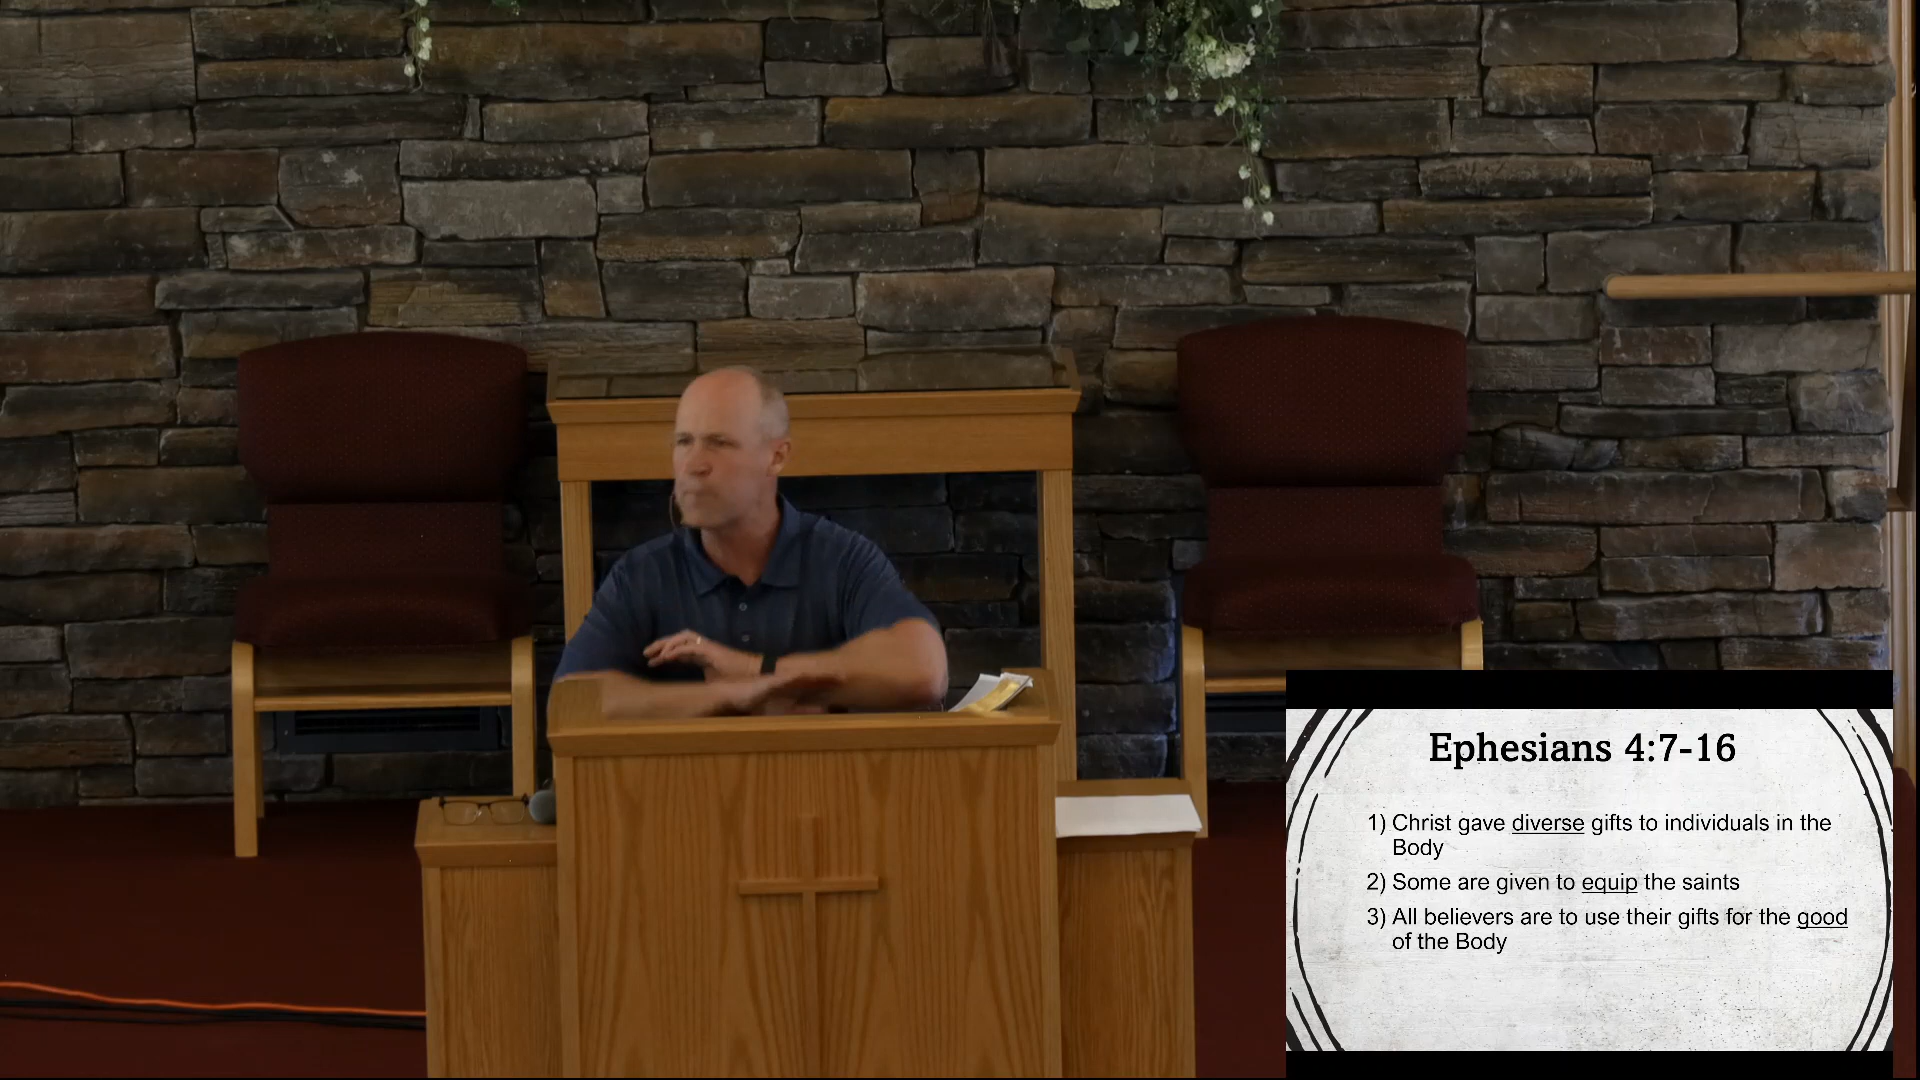 Ephesians 4:7-16
1) Christ gave diverse gifts to individuals in the
Body
2) Some are given to equip the saints
3) All believers are to use their gifts for the good
of the Body